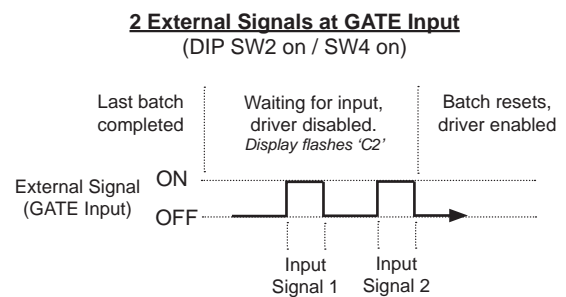 2 External Signals at GATE Input
(DIP SW2 on / SW4 on)
Last batch
completed
Waiting for input,
driver disabled.
Display flashes ‘C2’
Batch resets,
driver enabled
External Signal
(GATE Input)
ON
OFF
Input
Signal 1
Input
Signal 2